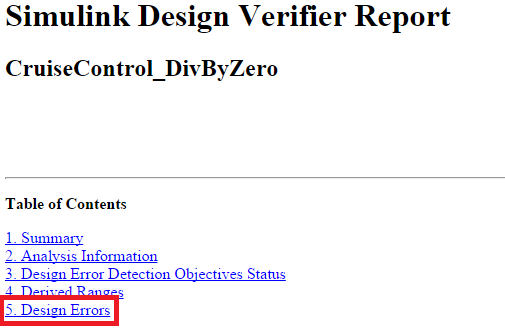 Simulink Design Verifier Report
CruiseControl_DivByZero
Table of Contents
1. Summary
2. Analysis Information
3. Design Error Detection Objectives Status
4. Derived Ranges
5. Design Errors